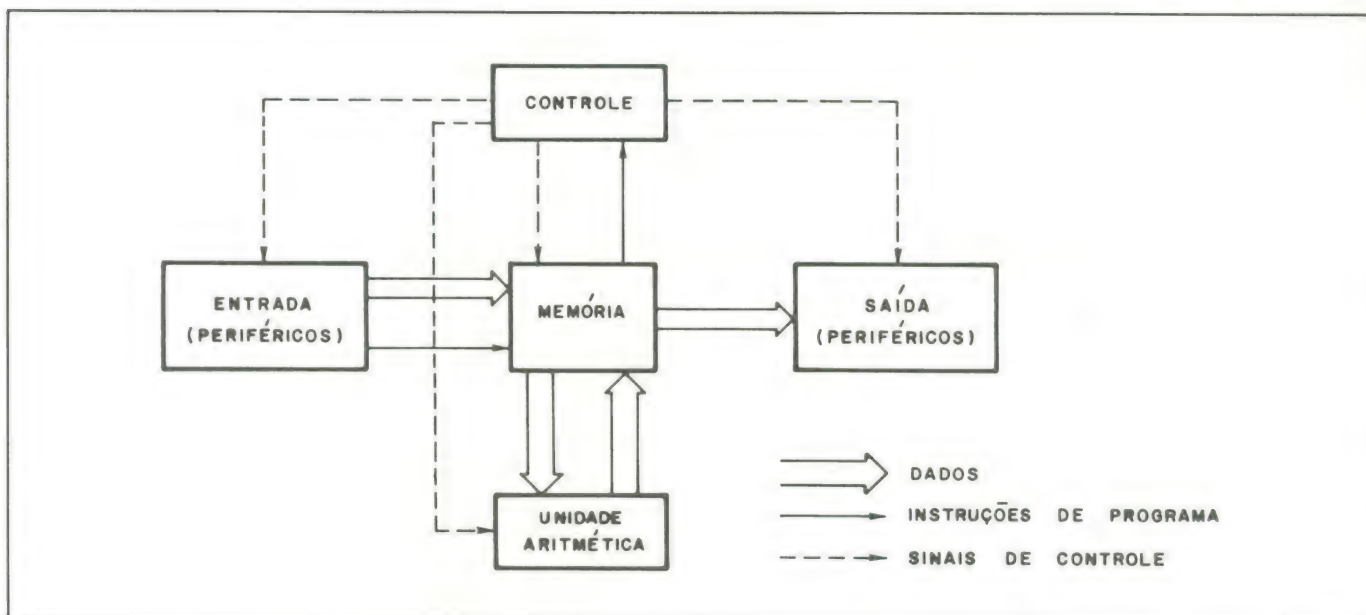 CONTROLE
ENTRADA
(PERIFÉRICOS)
MEMÓRIA
SAÍDA
(PERIFÉRICOS)
UNIDADE
ARITMÉTICA
DADOS
INSTRUÇÕES DE PROGRAMA
SINAIS DE CONTROLE